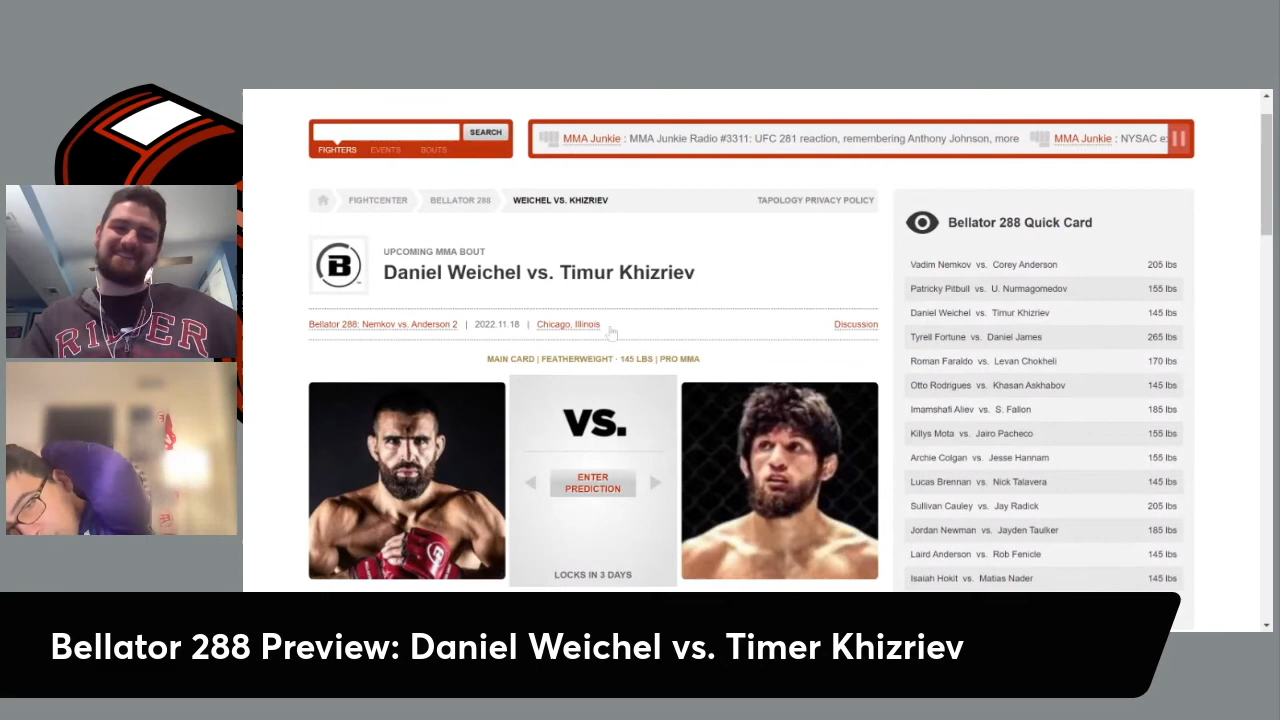 SEARCH
FIGHTERS EVENTS BOUTS
MMA Junkie : MMA Junkie Radio #3311: UFC 281 reaction, remembering Anthony Johnson, more
MMA Junkie : NYSAC
FIGHTCENTER BELLATOR 288 WEICHEL VS. KHIZRIEV
TAPOLOGY PRIVACY POLICY
B
UPCOMING MMA BOUT
Daniel Weichel vs. Timur Khizriev
Bellator 288: Nemkov vs. Anderson 2 | 2022.11.18 | Chicago, Illinois
Discussion
MAIN CARD | FEATHERWEIGHT · 145 LBS | PRO MMA
VS.
ENTER
PREDICTION
LOCKS IN 3 DAYS
Bellator 288 Quick Card
Vadim Nemkov vs. Corey Anderson 205 lbs
Patricky Pitbull vs. U. Nurmagomedov 155 lbs
Daniel Weichel vs. Timur Khizriev 145 lbs
Tyrell Fortune vs. Daniel James 265 lbs
Roman Faraldo vs. Levan Chokheli 170 lbs
Otto Rodrigues vs. Khasan Askhabov 145 lbs
Imamshafi Aliev vs. S. Fallon 185 lbs
Killys Mota vs. Jairo Pacheco 155 lbs
Archie Colgan vs. Jesse Hannam 155 lbs
Lucas Brennan vs. Nick Talavera 145 lbs
Sullivan Cauley vs. Jay Radick 205 lbs
Jordan Newman vs. Jayden Taulker 185 lbs
Laird Anderson vs. Rob Fenicle 145 lbs
Isaiah Hokit vs. Matias Nader 145 lbs
Bellator 288 Preview: Daniel Weichel vs. Timer Khizriev